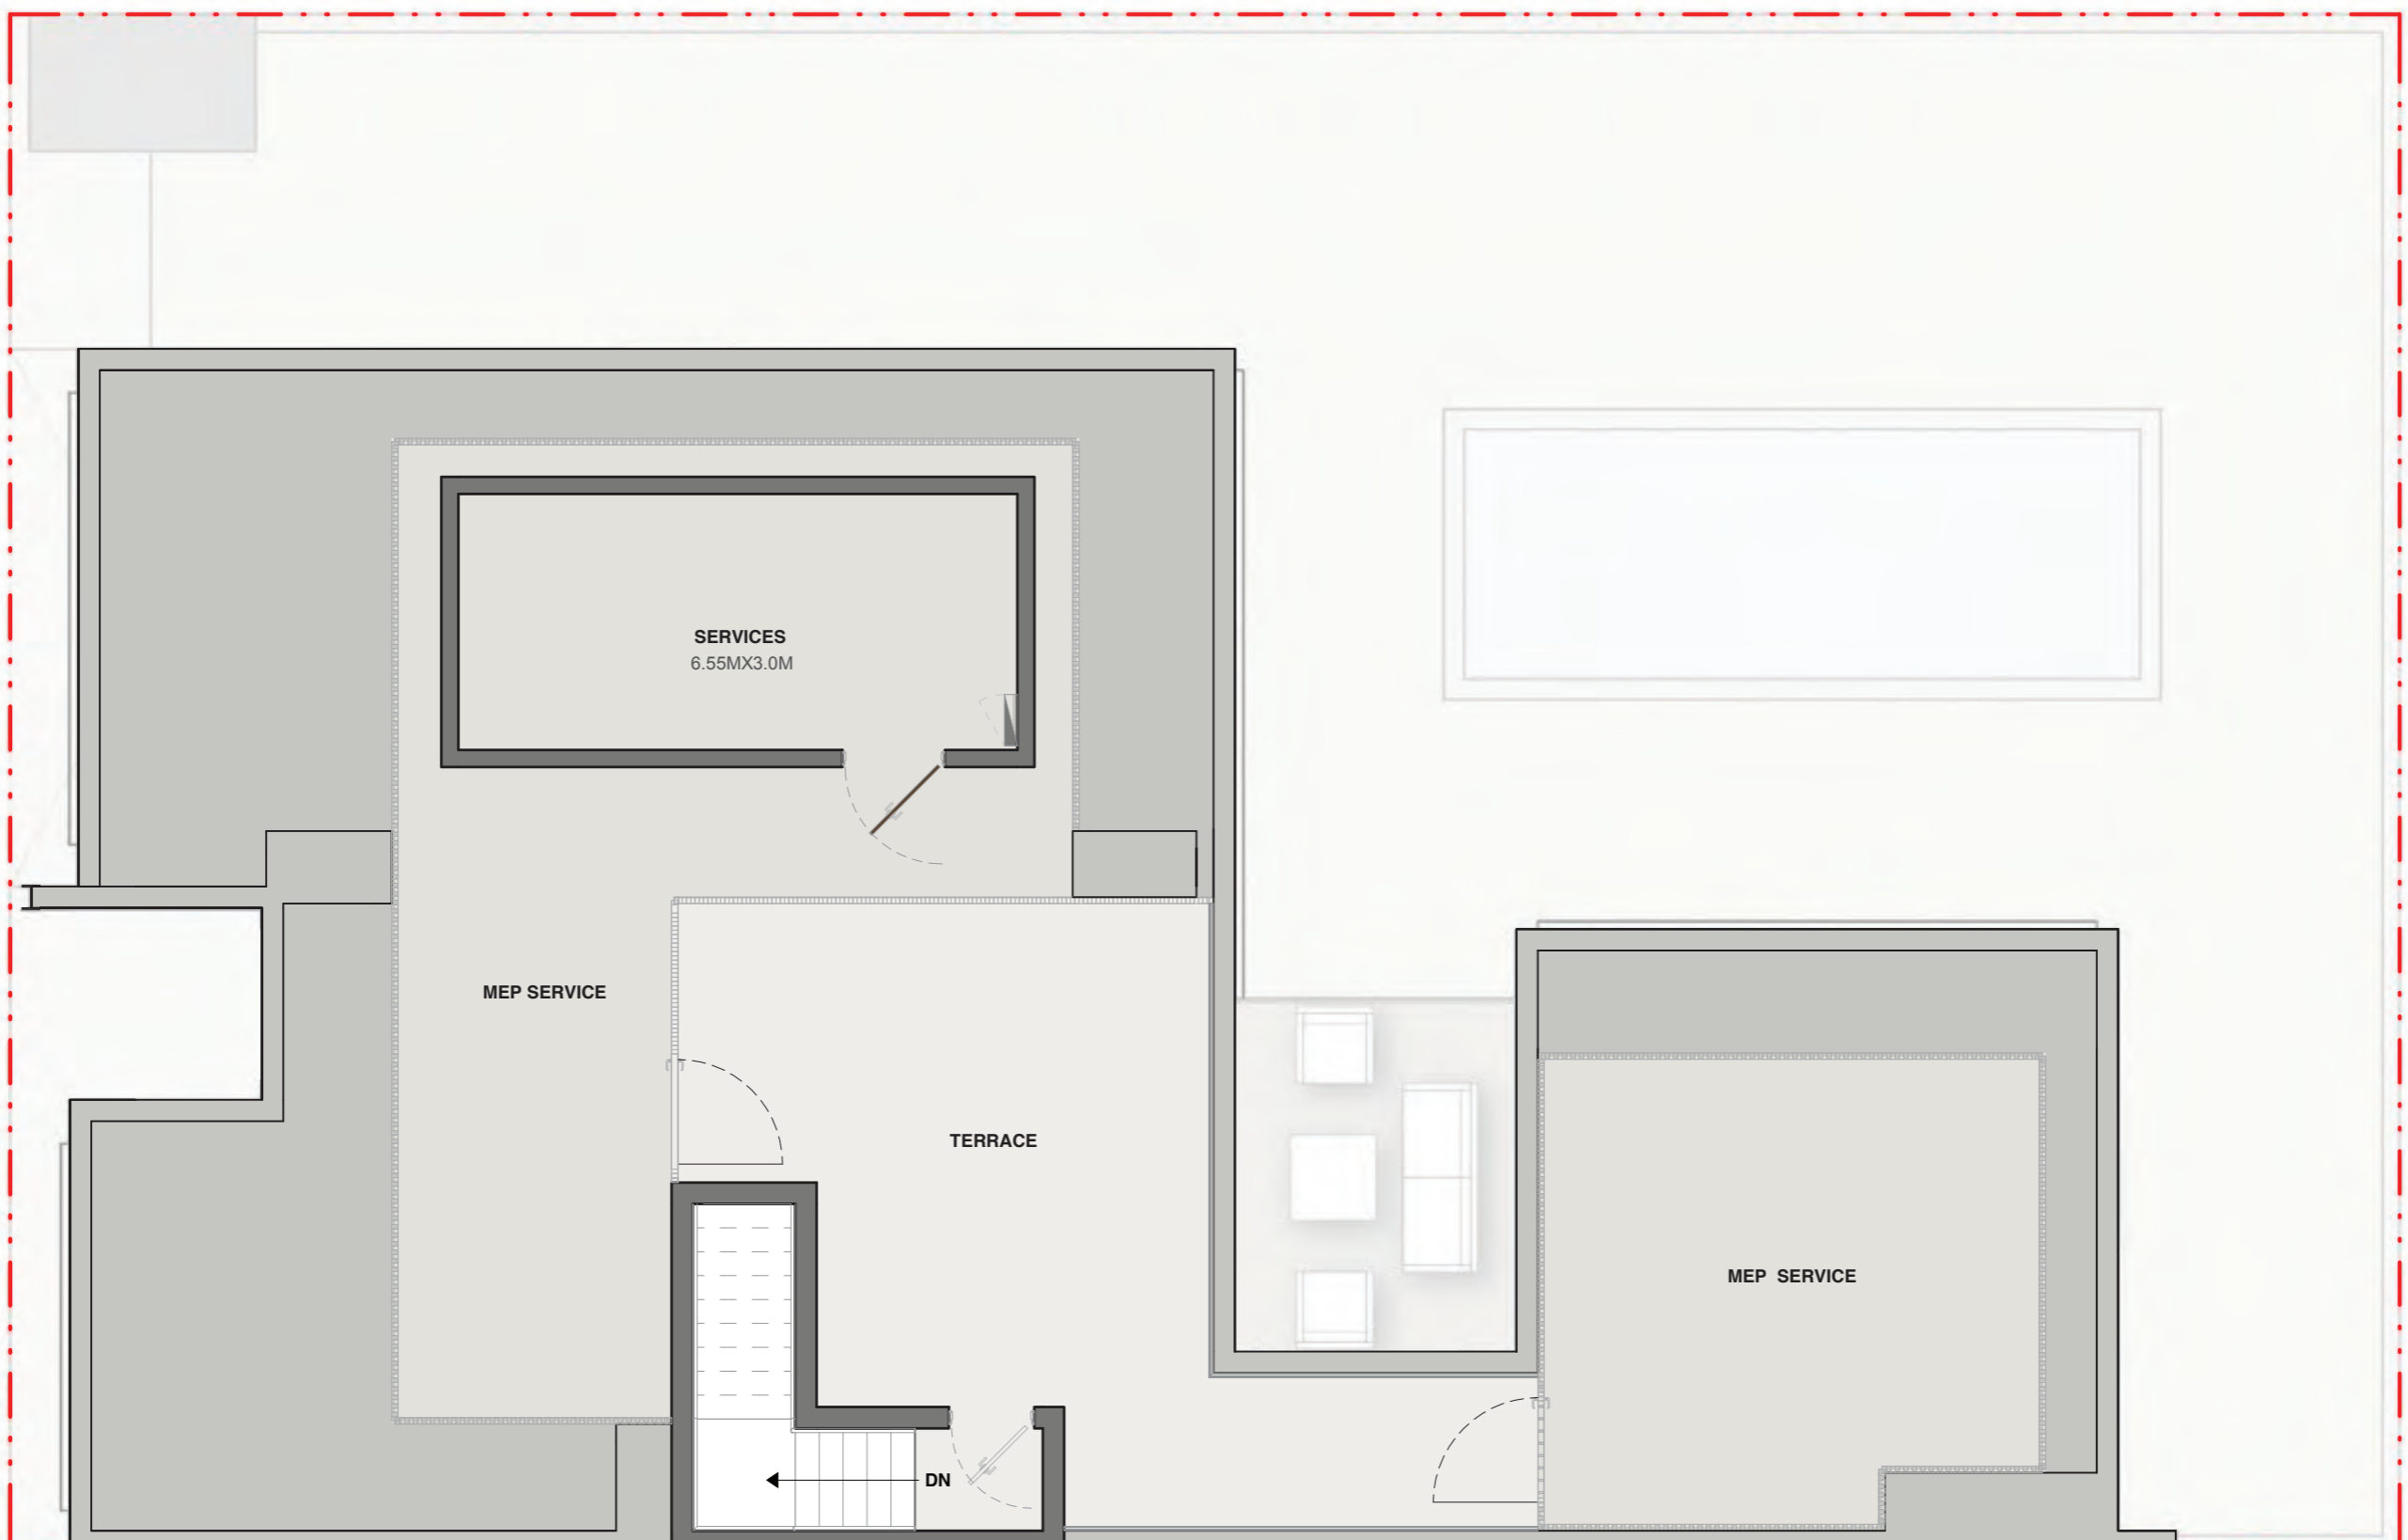 SERVICES
6.55MX3.0M
MEP SERVICE
TERRACE
MEP  SERVICE
DN